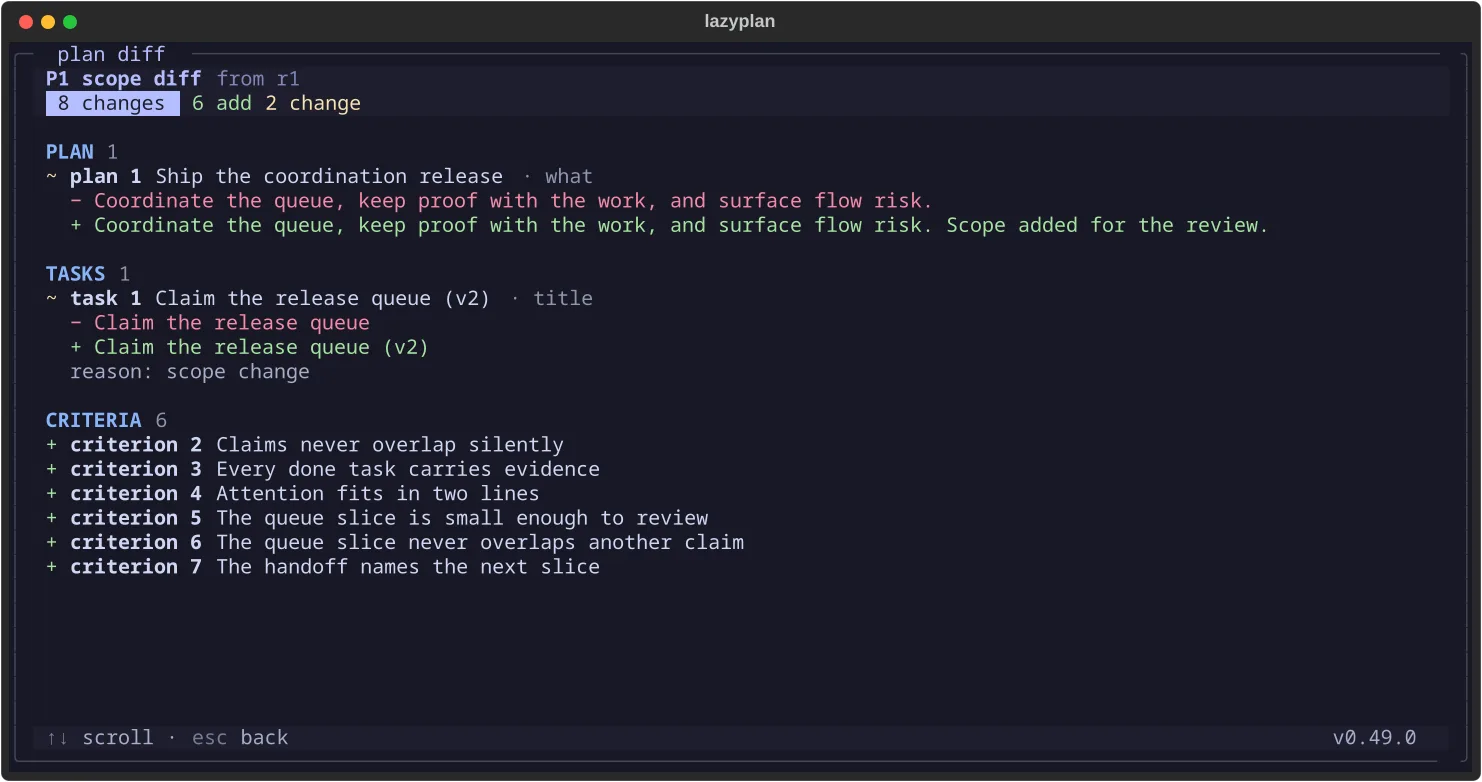 lazyplan
plan diff
P1 scope diff from r1
8 changes 6 add 2 change
PLAN 1
~ plan 1 Ship the coordination release · what
− Coordinate the queue, keep proof with the work, and surface flow risk.
+ Coordinate the queue, keep proof with the work, and surface flow risk. Scope added for the review.
TASKS 1
~ task 1 Claim the release queue (v2) · title
− Claim the release queue
+ Claim the release queue (v2)
reason: scope change
CRITERIA 6
+ criterion 2 Claims never overlap silently
+ criterion 3 Every done task carries evidence
+ criterion 4 Attention fits in two lines
+ criterion 5 The queue slice is small enough to review
+ criterion 6 The queue slice never overlaps another claim
+ criterion 7 The handoff names the next slice
↑↓ scroll · esc back v0.49.0